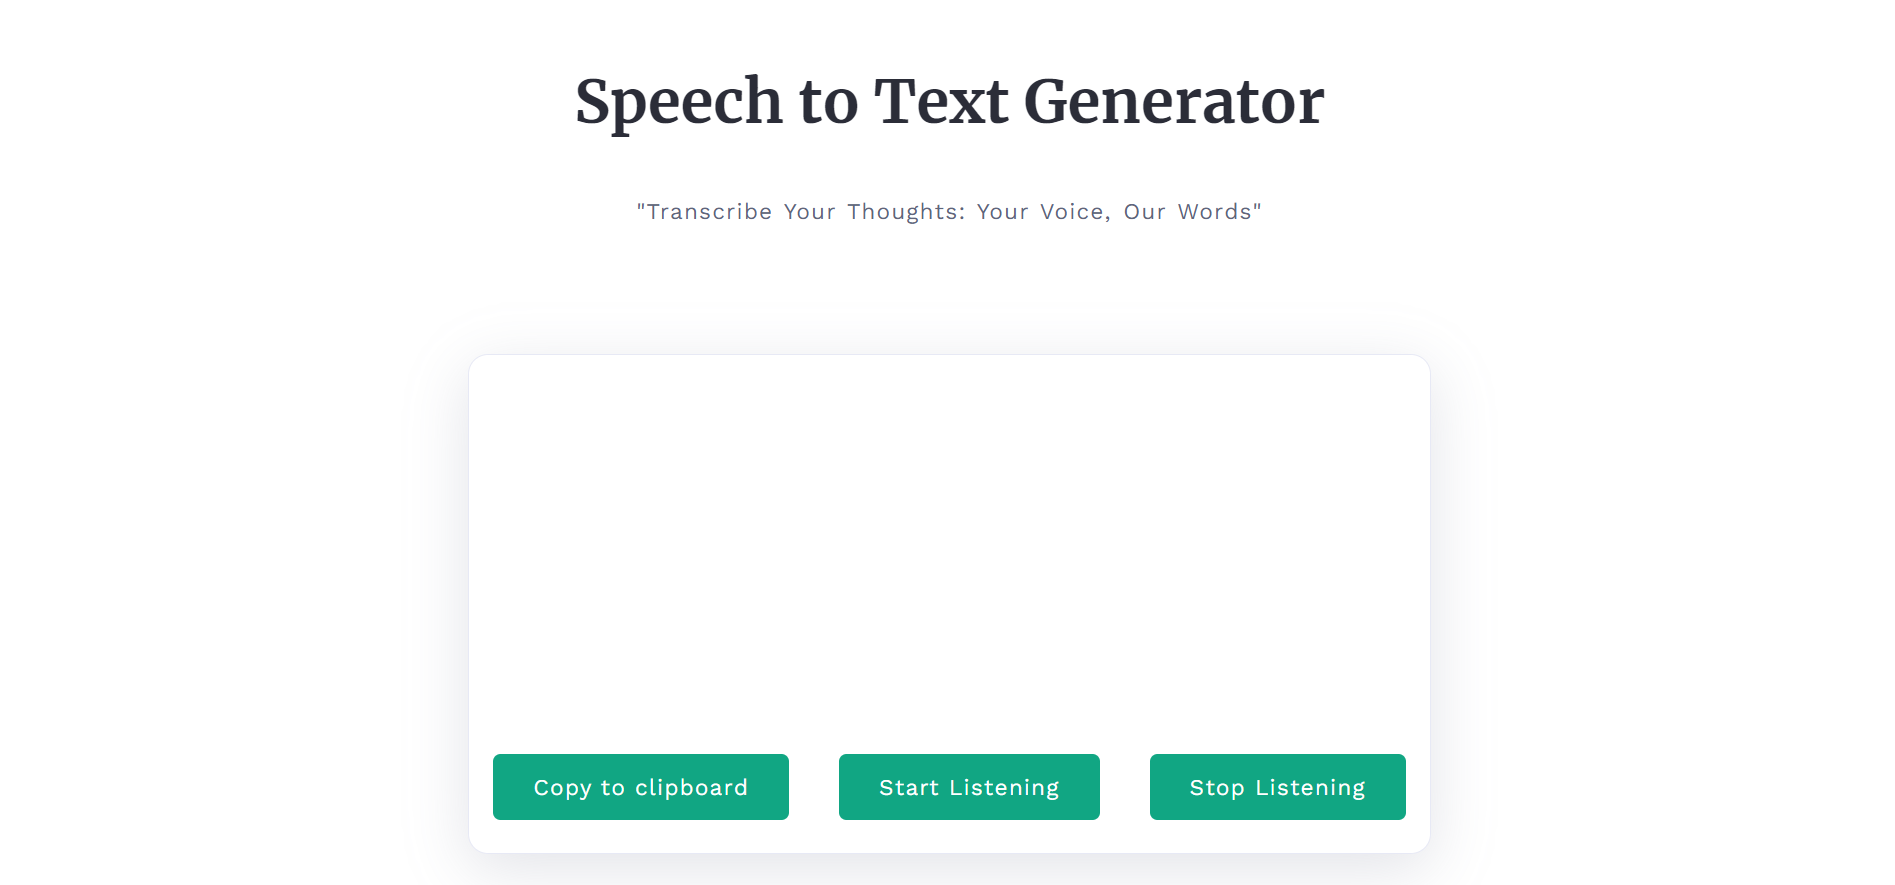 Speech to Text Generator
"Transcribe Your Thoughts: Your Voice, Our Words"
Copy to clipboard
Start Listening
Stop Listening